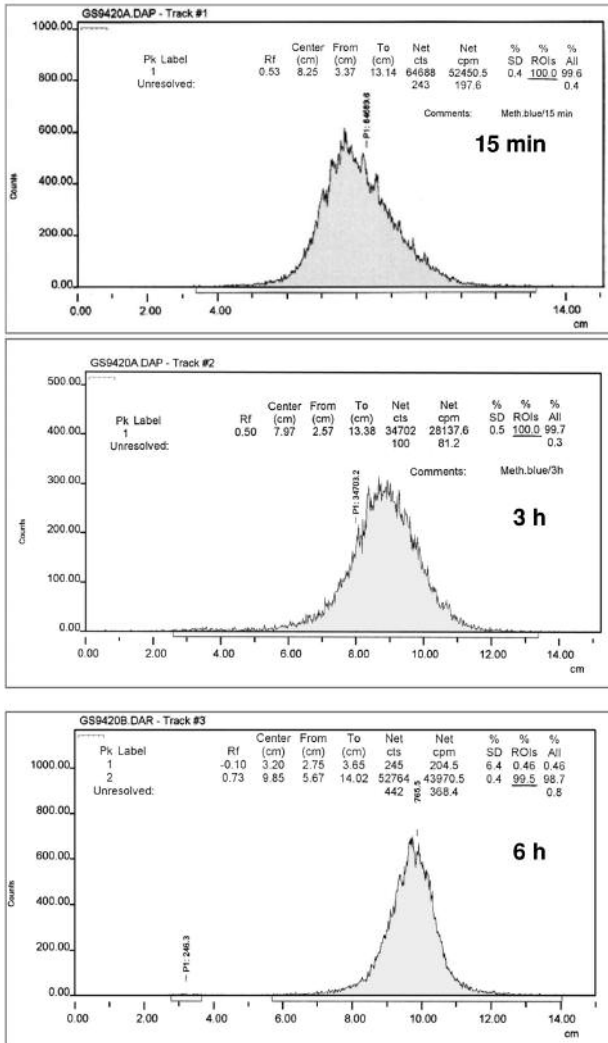 GS9420A.DAP - Track #1
1000.00
Center From To Net Net % % %
Pk Label Rf (cm) (cm) (cm) cts cpm SD ROIs All
1 0.53 8.25 3.37 13.14 64688 52450.5 0.4 100.0 99.6
Unresolved: 243 197.6 0.4
800.00
Comments: Meth.blue/15 min
15 min
600.00
400.00
200.00
0.00
Counts
0.00 2.00 4.00 14.00
cm
GS9420A.DAP - Track #2
500.00
Center From To Net Net % % %
Pk Label Rf (cm) (cm) (cm) cts cpm SD ROIs All
1 0.50 7.97 2.57 13.38 34702 28137.6 0.5 100.0 99.7
Unresolved: 100 81.2 0.3
400.00
Comments: Meth.blue/3h
P1: 34703.2
3 h
300.00
200.00
100.00
0.00
Counts
0.00 2.00 4.00 6.00 8.00 10.00 12.00 14.00
cm
GS9420B.DAR - Track #3
Center From To Net Net % % %
Pk Label Rf (cm) (cm) (cm) cts cpm SD ROIs All
1 -0.10 3.20 2.75 3.65 245 204.5 6.4 0.46 0.46
2 0.73 9.85 5.67 14.02 52764 43970.5 0.4 99.5 98.7
Unresolved: 442 368.4 0.8
1000.00
765.5
800.00
6 h
600.00
400.00
200.00
P1: 246.3
0.00
Counts
0.00 2.00 4.00 6.00 8.00 10.00 12.00 14.00
cm